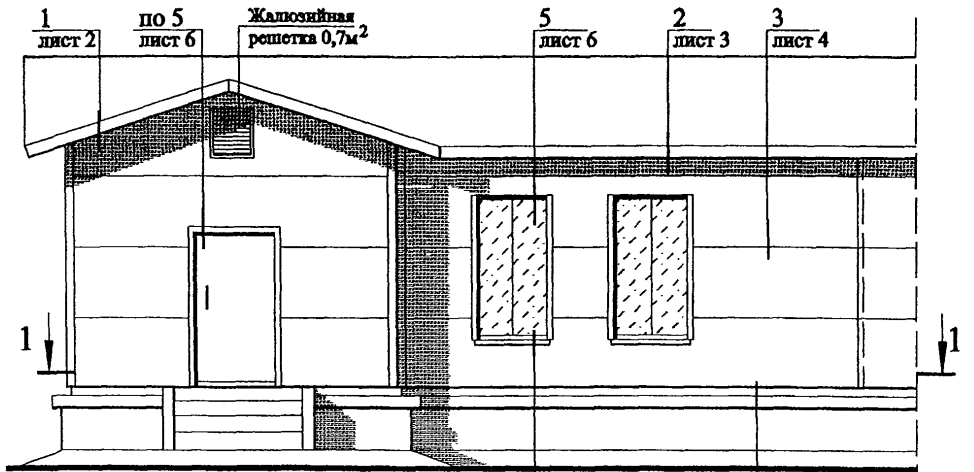 1
лист 2
по 5
лист 6
Жалюзийная
решетка 0,7м²
5
лист 6
2
лист 3
3
лист 4
1
1